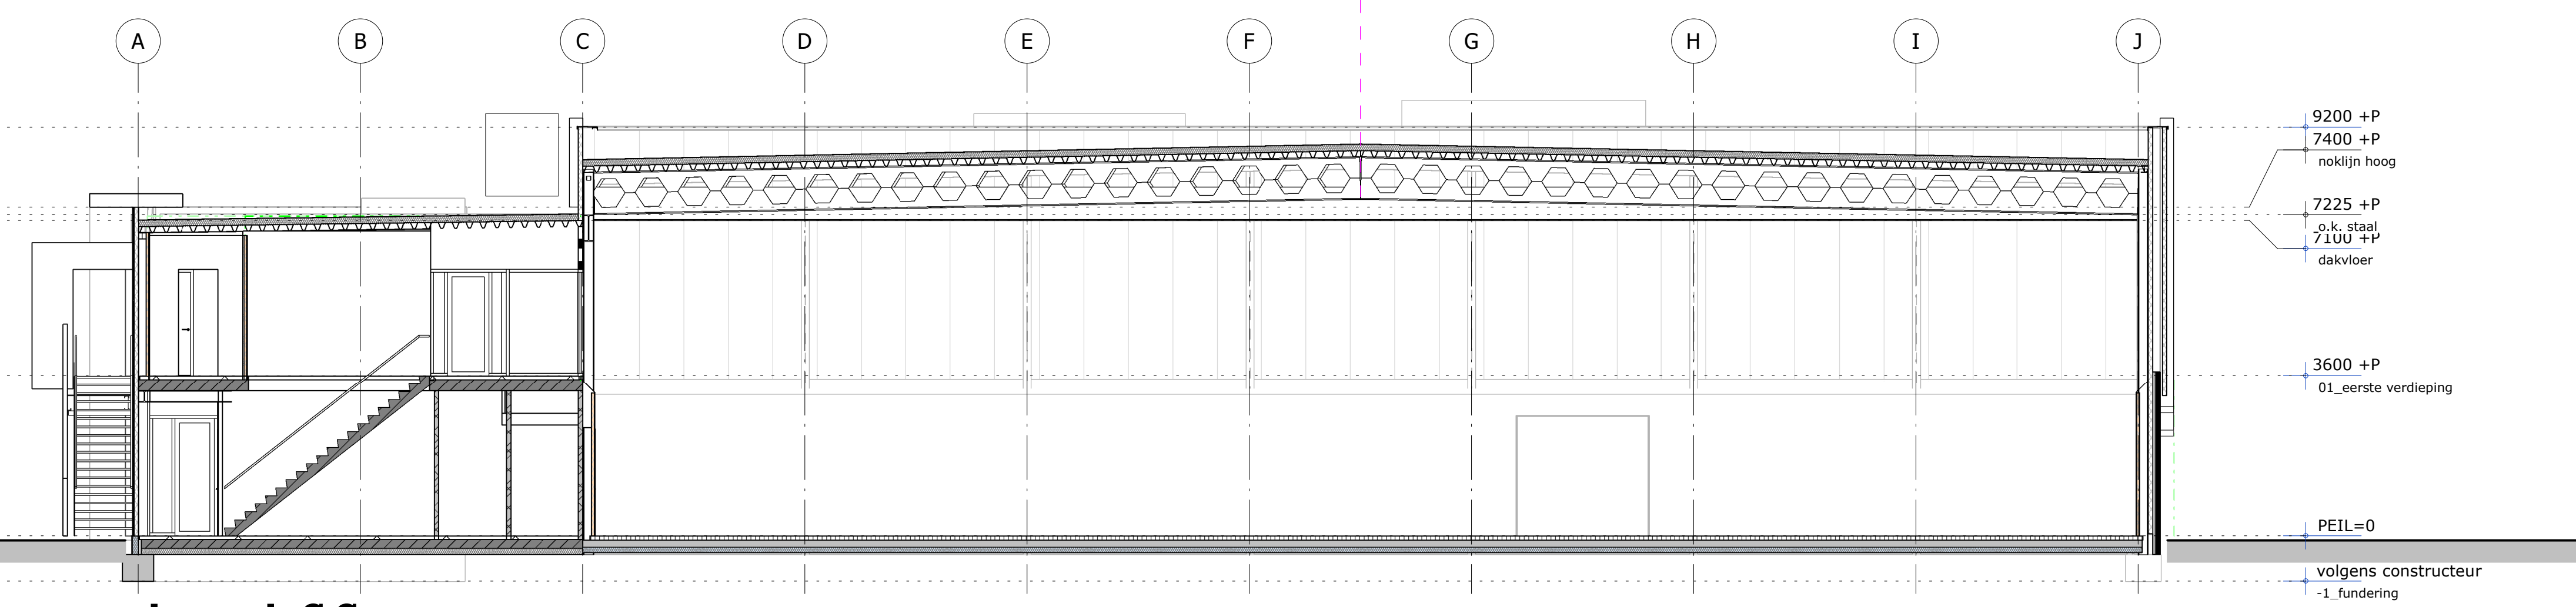 A B C D E F G H I J
9200 +P
7400 +P
noklijn hoog
7225 +P
o.k. staal
7100 +P
dakvloer
3600 +P
01_eerste verdieping
PEIL=0
volgens constructeur
-1_fundering